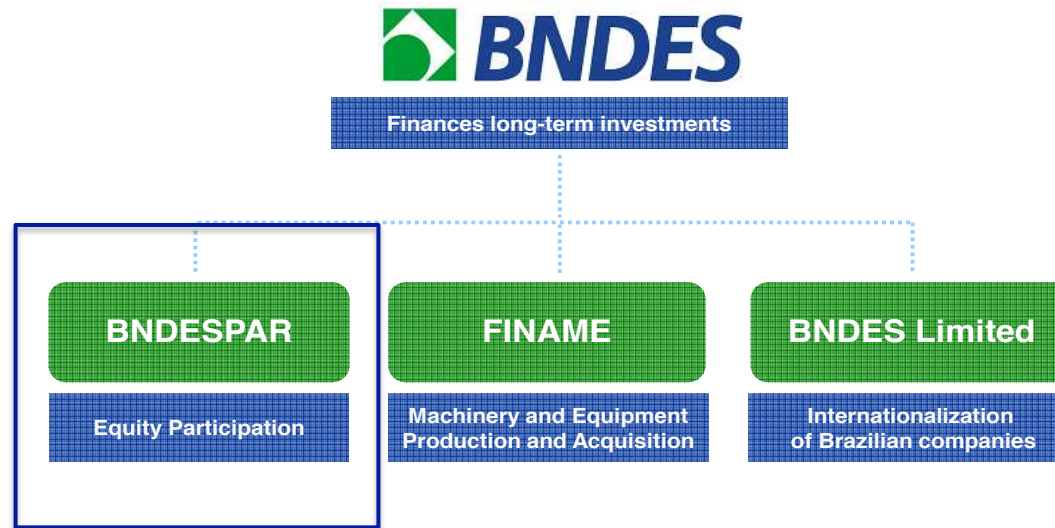 BNDES
Finances long-term investments
BNDESPAR
FINAME
BNDES Limited
Equity Participation
Machinery and Equipment
Production and Acquisition
Internationalization
of Brazilian companies